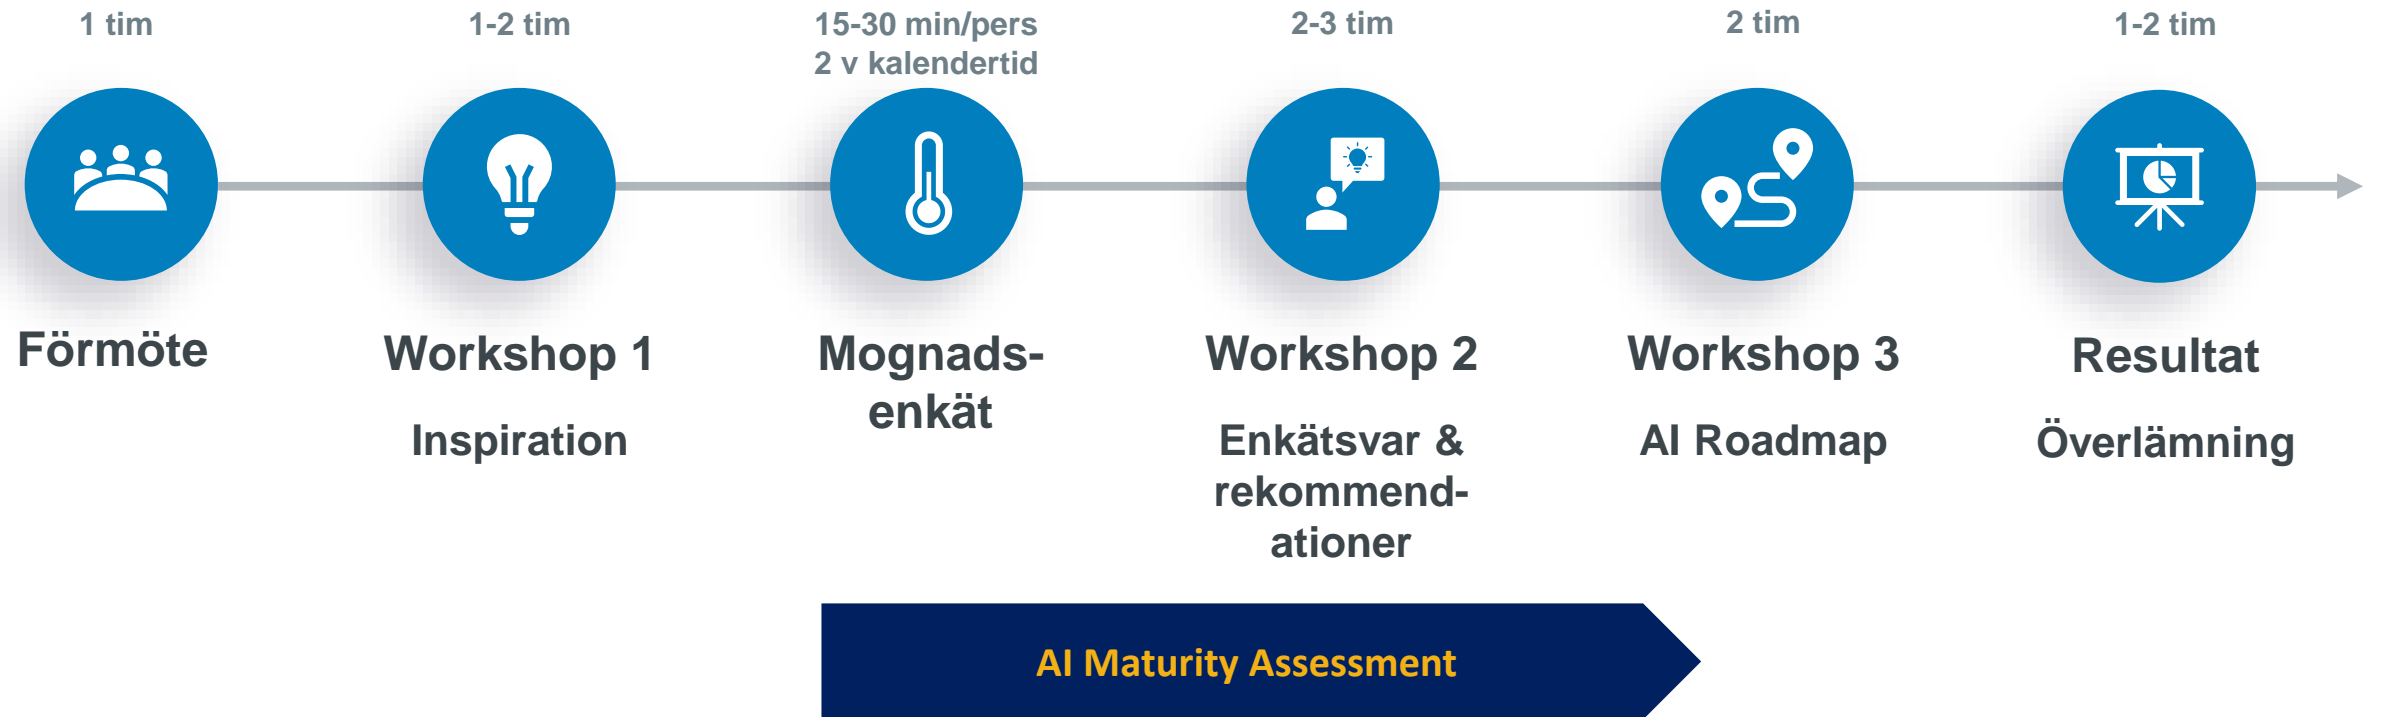 1 tim
1-2 tim
15-30 min/pers
2 v kalendertid
2-3 tim
2 tim
1-2 tim
Förmöte
Workshop 1
Inspiration
Mognads-
enkät
Workshop 2
Enkätsvar &
rekommend-
ationer
Workshop 3
AI Roadmap
Resultat
Överlämning
AI Maturity Assessment